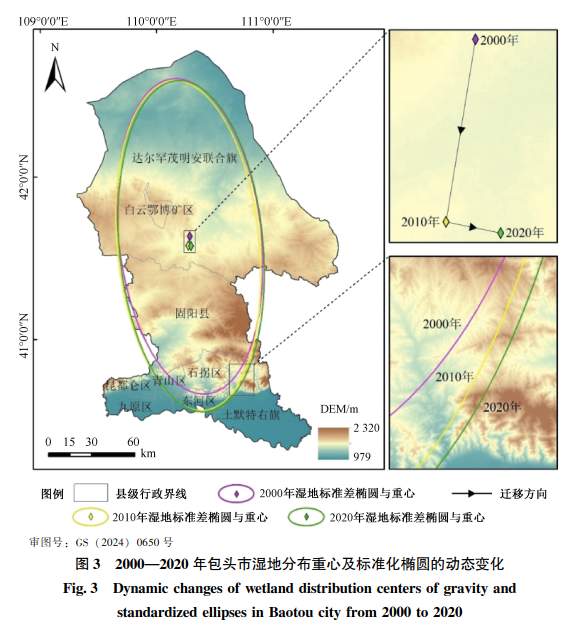 109°0′0″E
110°0′0″E
111°0′0″E
N
42°0′0″N
41°0′0″N
达尔罕茂明安联合旗
白云鄂博矿区
固阳县
石拐区
青山区
昆都仑区
东河区
九原区
土默特右旗
0 15 30 60
km
DEM/m
2 320
979
2000年
2010年
2020年
2000年
2010年
2020年
图例 县级行政界线 2000年湿地标准差椭圆与重心 迁移方向
2010年湿地标准差椭圆与重心 2020年湿地标准差椭圆与重心
审图号：GS（2024）0650 号
图 3 2000—2020 年包头市湿地分布重心及标准化椭圆的动态变化
Fig. 3 Dynamic changes of wetland distribution centers of gravity and
standardized ellipses in Baotou city from 2000 to 2020